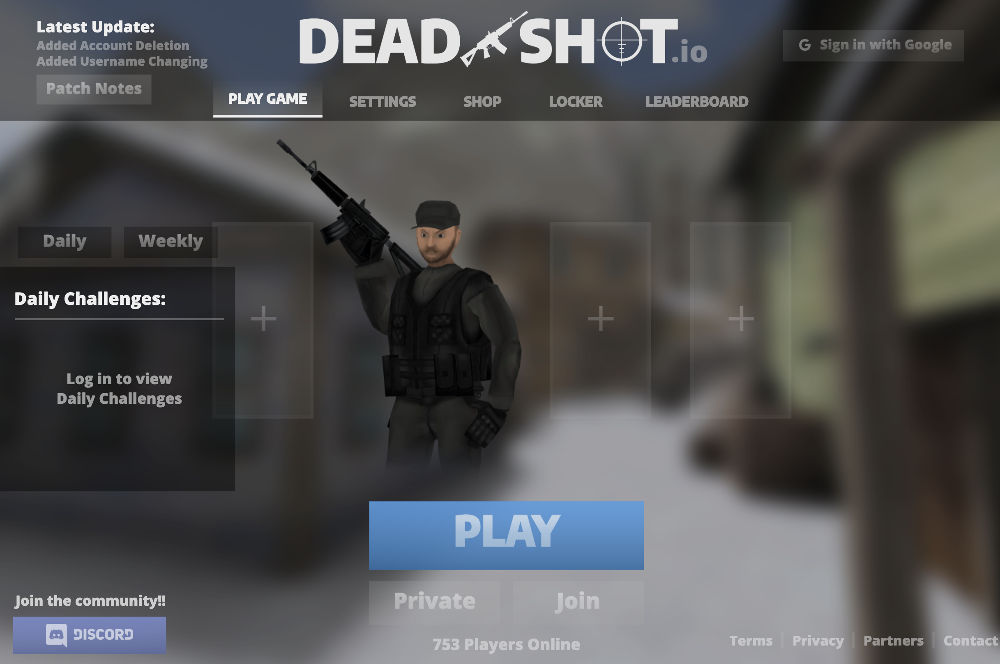 Latest Update:
Added Account Deletion
Added Username Changing
Patch Notes
DEADSHOT.io
Sign in with Google
PLAY GAME
SETTINGS
SHOP
LOCKER
LEADERBOARD
Daily
Weekly
Daily Challenges:
Log in to view
Daily Challenges
PLAY
Private
Join
753 Players Online
Join the community!!
DISCORD
Terms
Privacy
Partners
Contact